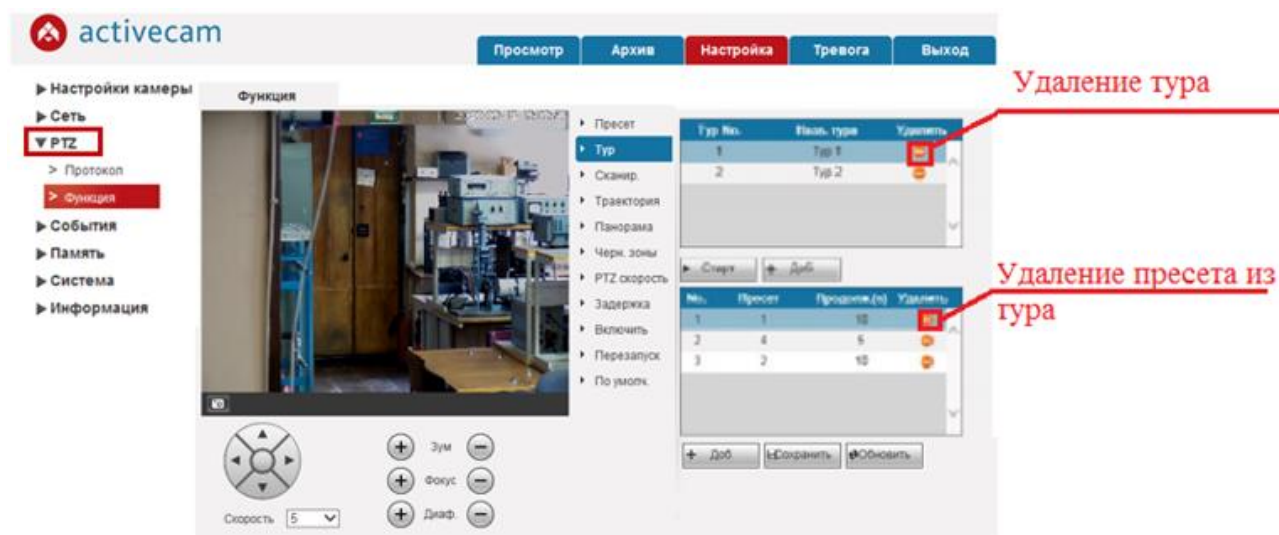 activecam
Просмотр Архив Настройка Тревога Выход
Удаление тура
Настройки камеры
Сеть
PTZ
> Протокол
> Функция
События
Память
Система
Информация
Функция
Пресет
Тур
Сканир.
Траектория
Панорама
Черн. зоны
PTZ скорость
Задержка
Включить
Перезапуск
По умолч.
Тур No. Назв. тура Удалить
1 Тур 1
2 Тур 2
Старт + Доб
Удаление пресета из
тура
No. Пресет Продолж.(s) Удалить
1 1 10
2 4 5
3 2 10
+ Доб Сохранить Обновить
+ Зум −
+ Фокус −
+ Диаф. −
Скорость 5